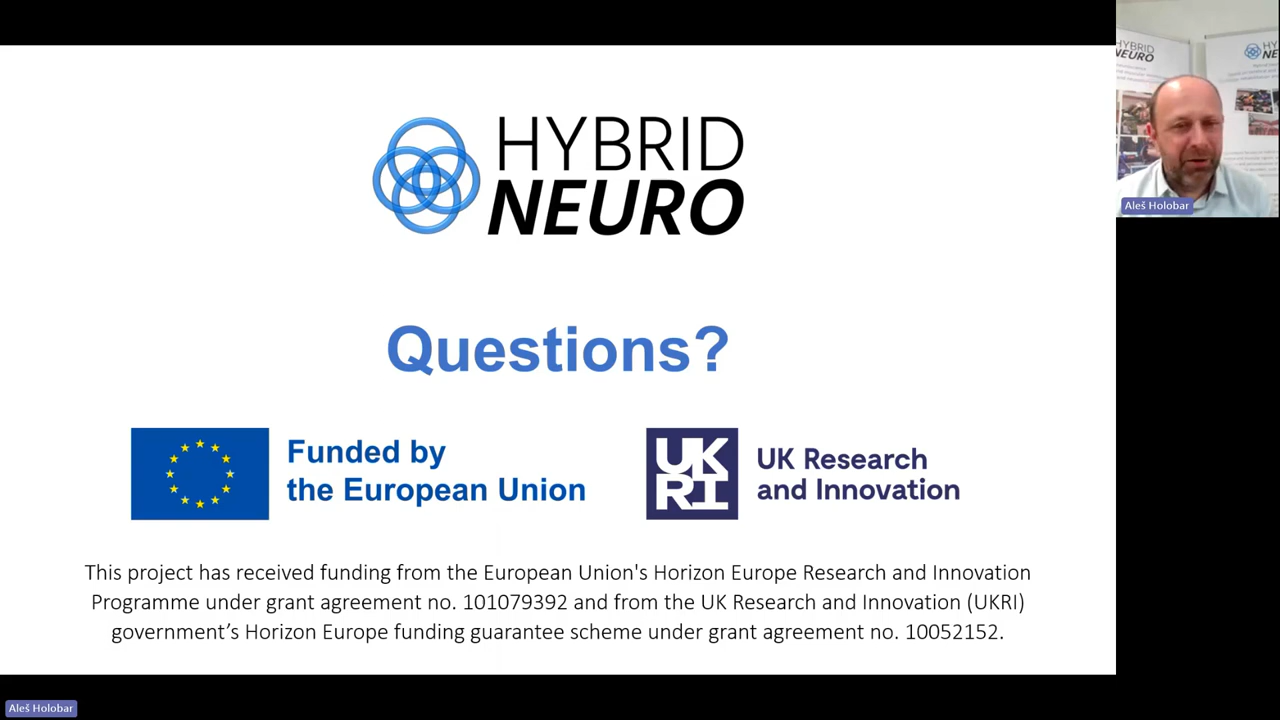 HYBRID
NEURO
Questions?
Funded by
the European Union
UK
RI
UK Research
and Innovation
This project has received funding from the European Union's Horizon Europe Research and Innovation
Programme under grant agreement no. 101079392 and from the UK Research and Innovation (UKRI)
government’s Horizon Europe funding guarantee scheme under grant agreement no. 10052152.
HYBRID
NEURO
Aleš Holobar
Aleš Holobar